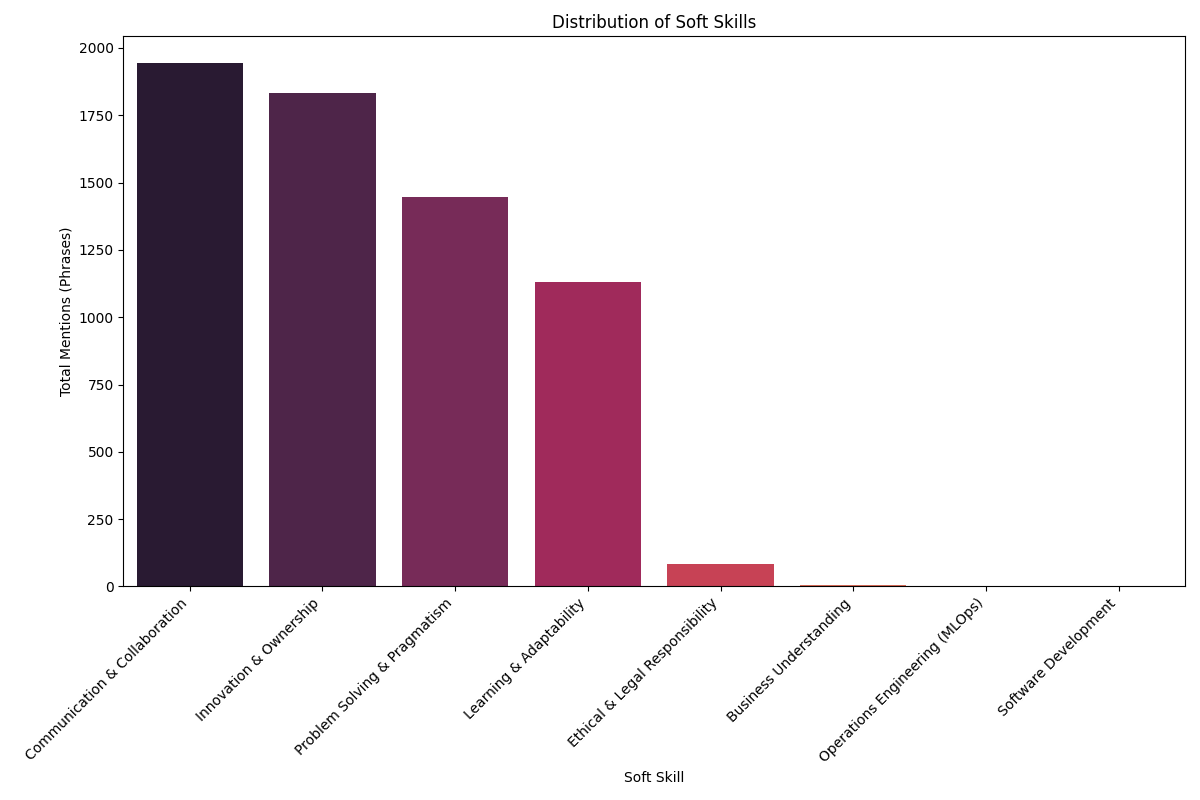 Distribution of Soft Skills
Total Mentions (Phrases)
2000
1750
1500
1250
1000
750
500
250
0
Communication & Collaboration
Innovation & Ownership
Problem Solving & Pragmatism
Learning & Adaptability
Ethical & Legal Responsibility
Business Understanding
Operations Engineering (MLOps)
Software Development
Soft Skill